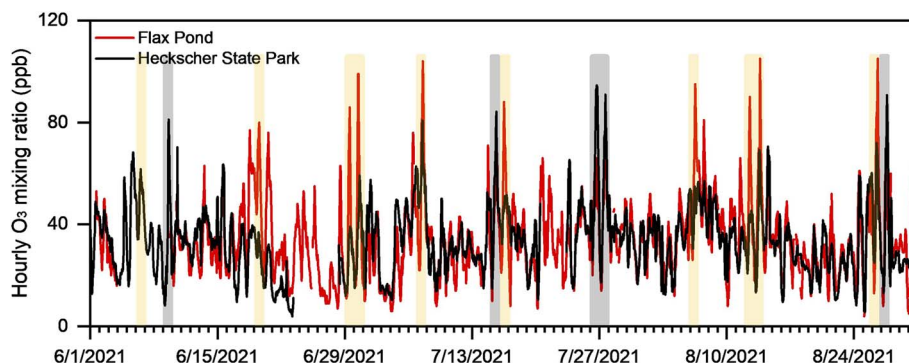 120
Flax Pond
Heckscher State Park
80
40
0
Hourly O₃ mixing ratio (ppb)
6/1/2021 6/15/2021 6/29/2021 7/13/2021 7/27/2021 8/10/2021 8/24/2021